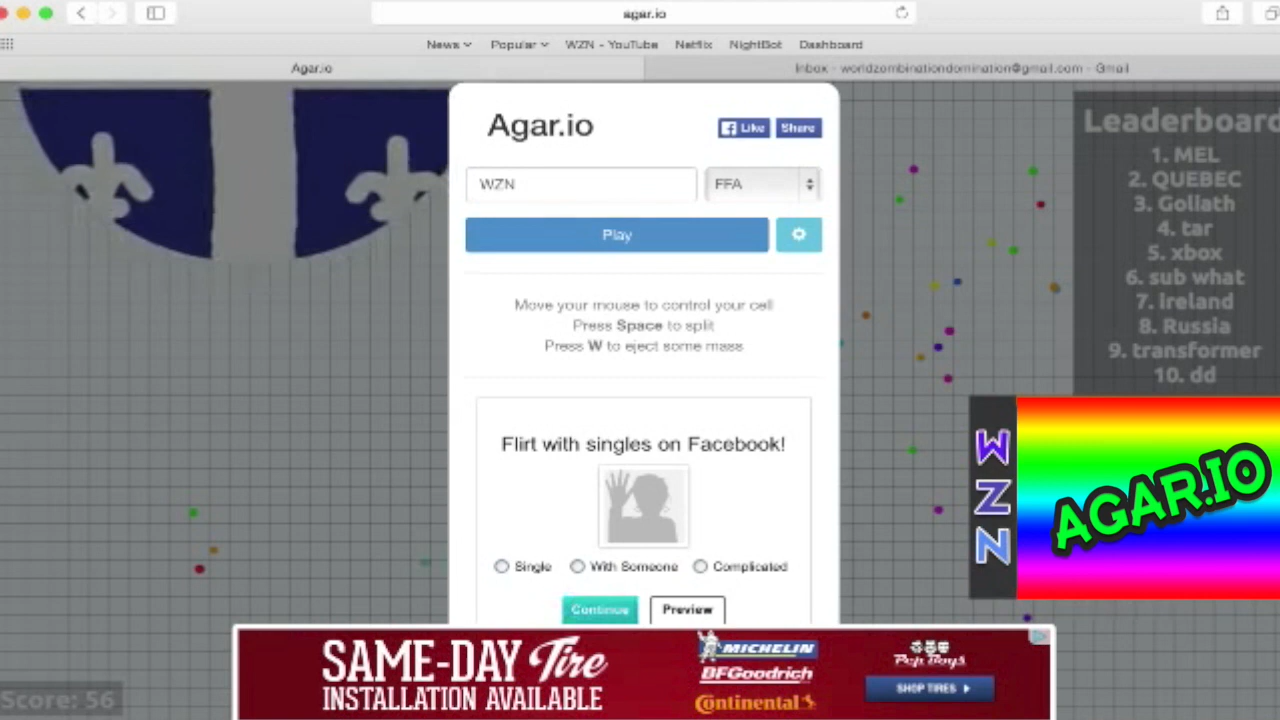 agar.io
News Popular WZN - YouTube Netflix NightBot Dashboard
Agar.io
Inbox - worldzombinationdomination@gmail.com - Gmail
Agar.io
Like
Share
WZN
FFA
Play
Move your mouse to control your cell
Press Space to split
Press W to eject some mass
Flirt with singles on Facebook!
Single
With Someone
Complicated
Continue
Preview
Leaderboard
1. MEL
2. QUEBEC
3. Gollath
4. tar
5. xbox
6. sub what
7. ireland
8. Russia
9. transformer
10. dd
WZN
AGAR.IO
SAME-DAY Tire
INSTALLATION AVAILABLE
MICHELIN
BFGoodrich
Continental
Pep Boys
SHOP TIRES
Score: 56